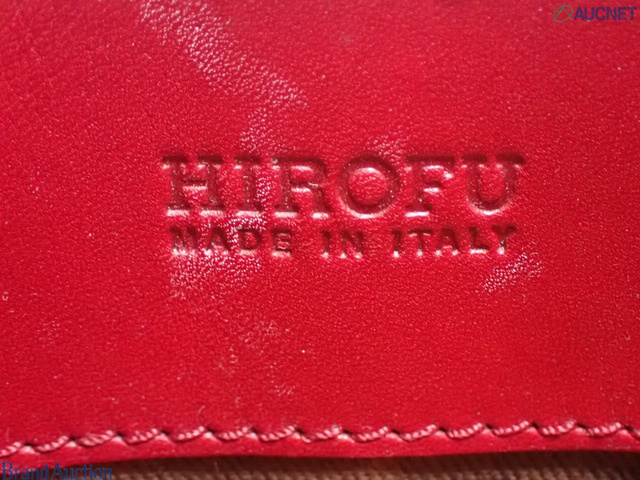 AUCNET
HIROFU
MADE IN ITALY
Brand Auction